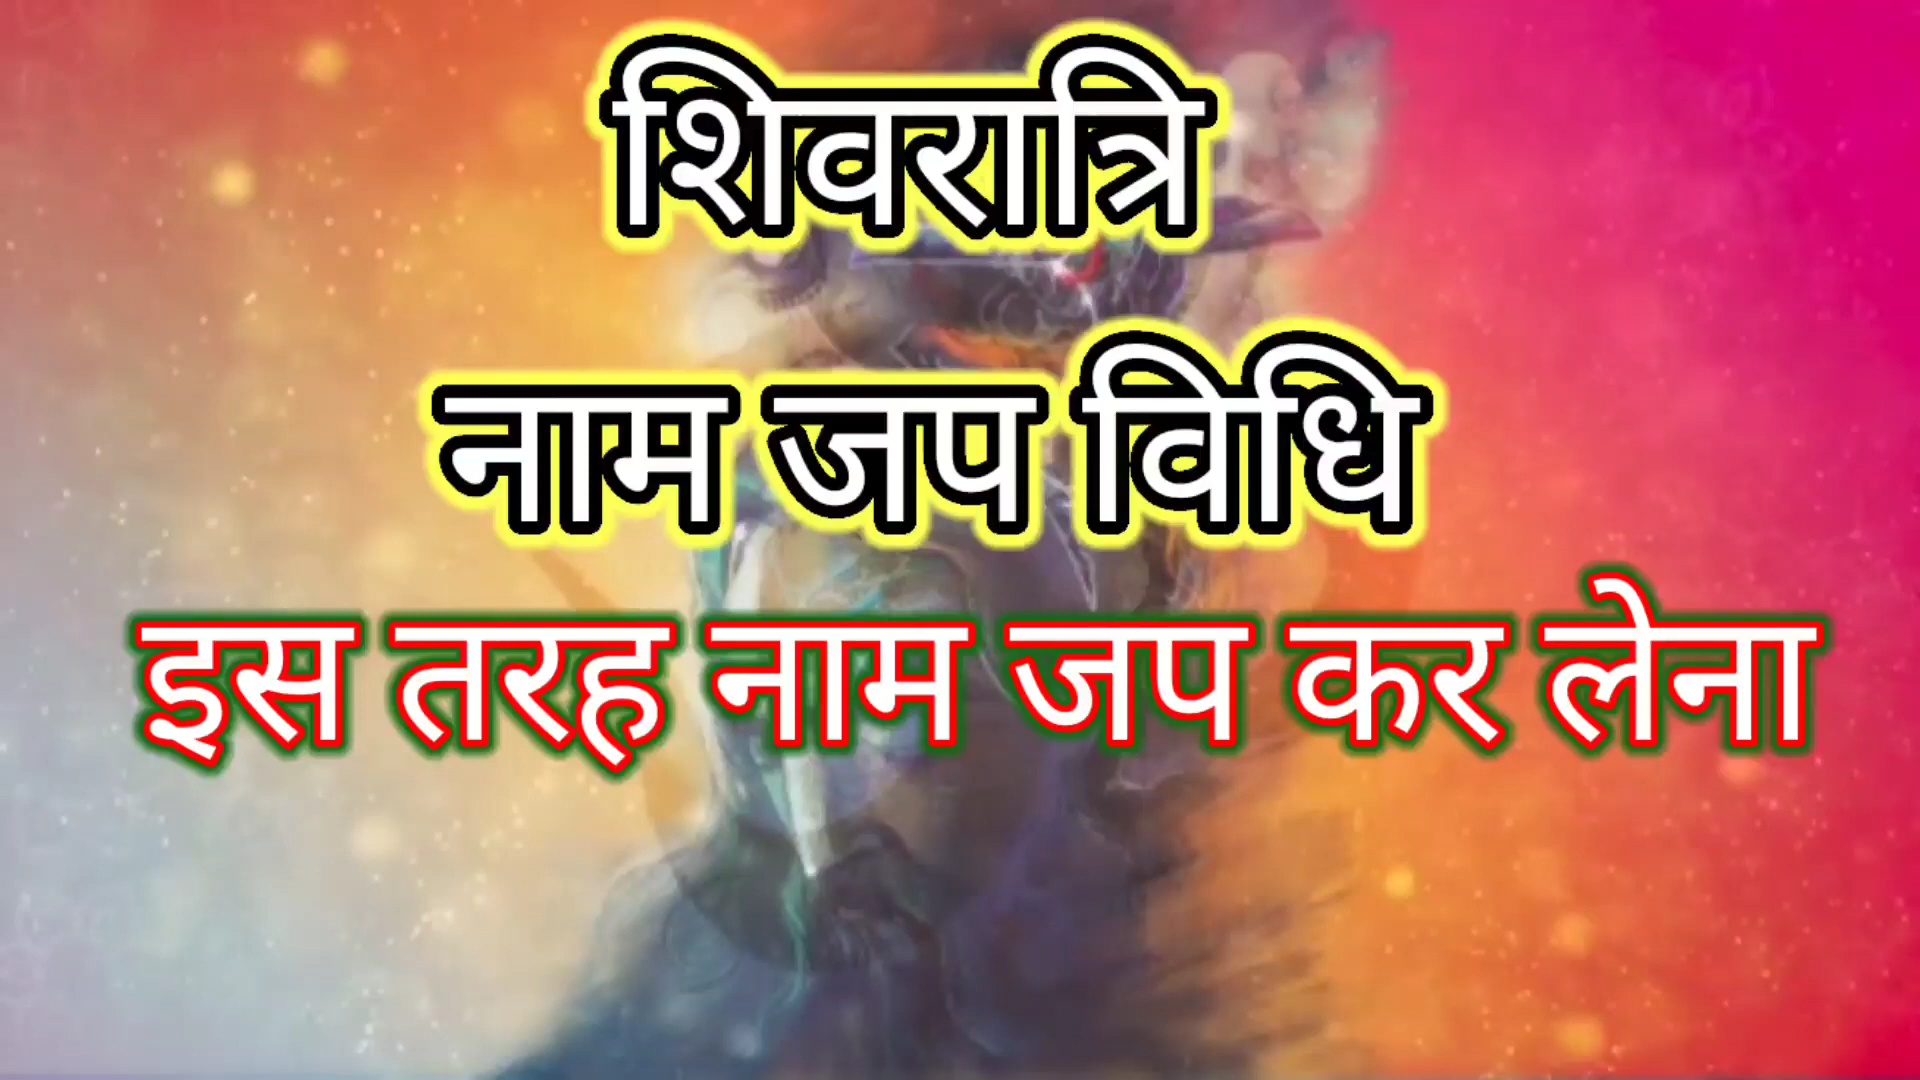 शिवरात्रि
नाम जप विधि
इस तरह नाम जप कर लेना